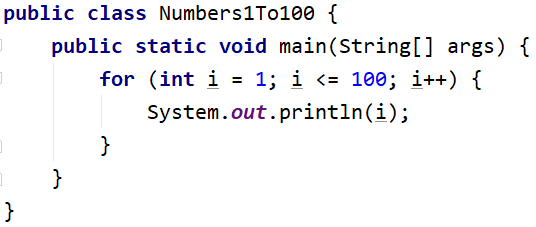 public class Numbers1To100 {
    public static void main(String[] args) {
        for (int i = 1; i <= 100; i++) {
            System.out.println(i);
        }
    }
}